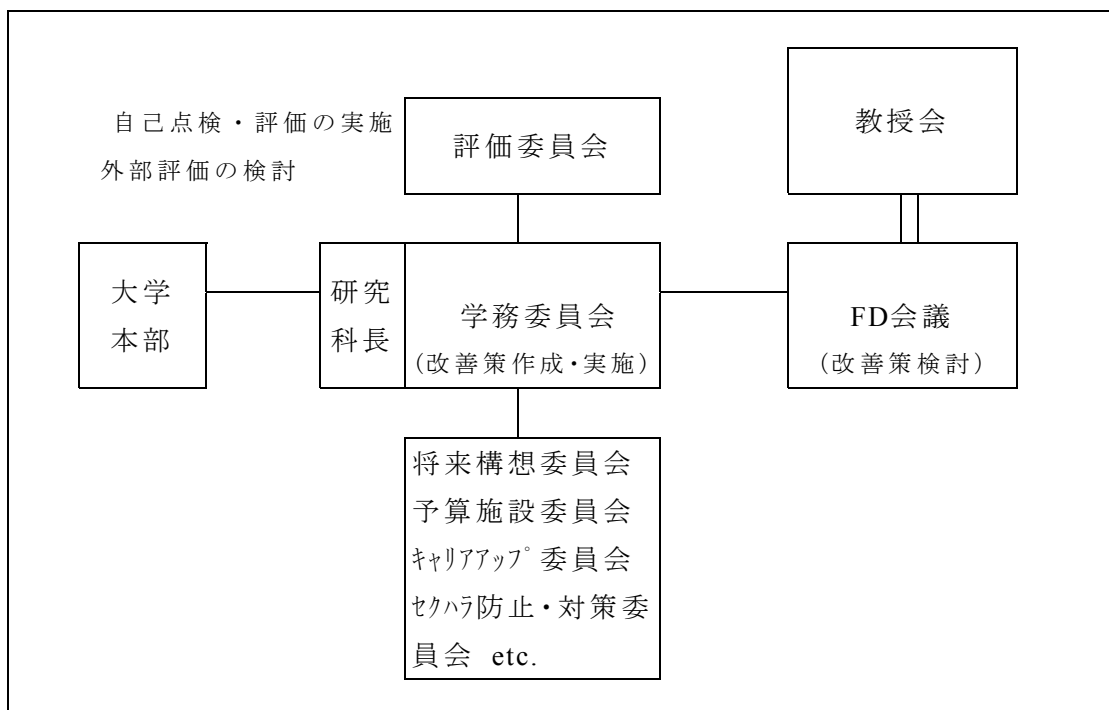 自己点検・評価の実施
外部評価の検討
評価委員会
教授会
大学
本部
研究
科長
学務委員会
(改善策作成・実施)
FD会議
(改善策検討)
将来構想委員会
予算施設委員会
ｷｬﾘｱｱｯﾌﾟ委員会
ｾｸﾊﾗ防止・対策委
員会 etc.